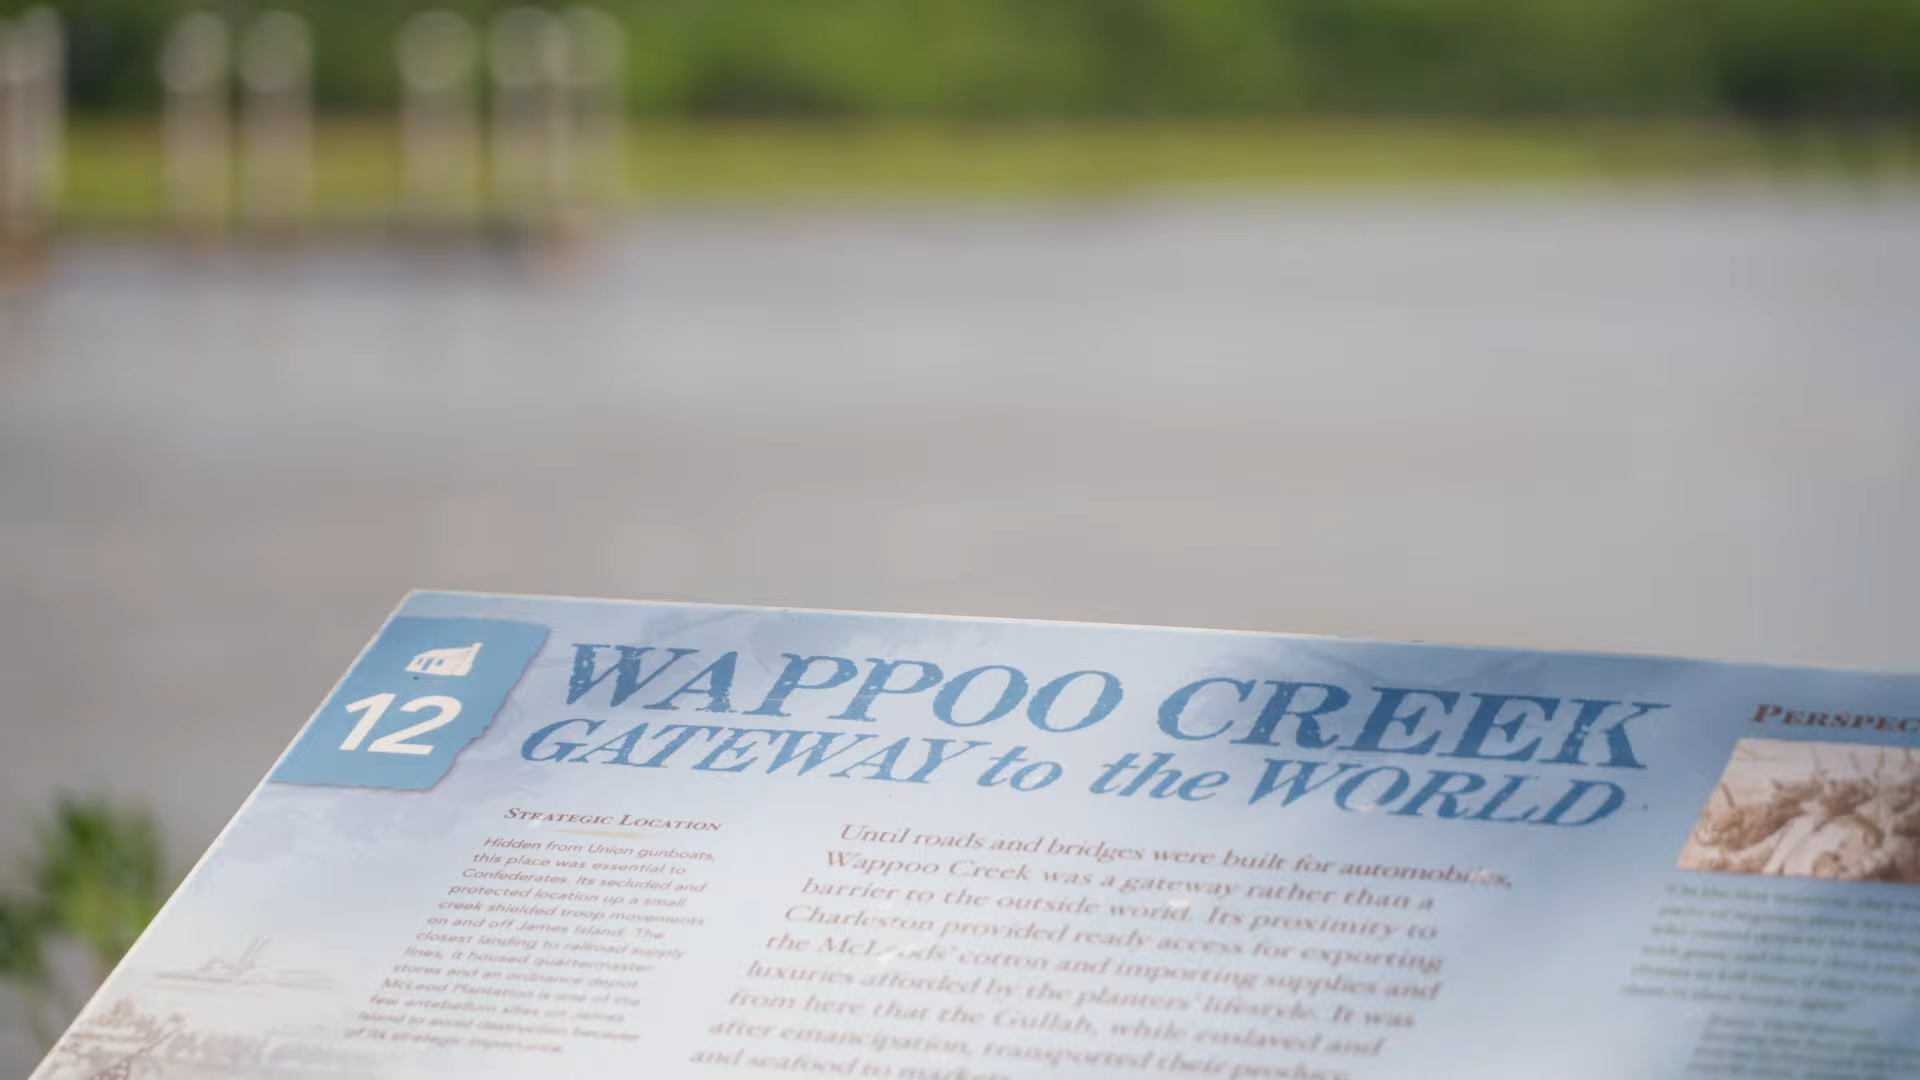 12
WAPPOO CREEK
GATEWAY to the WORLD
STRATEGIC LOCATION
Hidden from Union gunboats,
this place was essential to
Confederates. Its secluded and
protected location up a small
creek shielded troop movements
on and off James Island. The
closest landing to railroad supply
lines, it housed quartermaster
stores and an ordnance depot.
McLeod Plantation is one of the
few antebellum sites on James
Island to avoid destruction because
of its strategic importance.
Until roads and bridges were built for automobiles,
Wappoo Creek was a gateway rather than a
barrier to the outside world. Its proximity to
Charleston provided ready access for exporting
the McLeods' cotton and importing supplies and
luxuries afforded by the planters' lifestyle. It was
from here that the Gullah, while enslaved and
after emancipation, transported their produce
and seafood to markets
PERSPEC